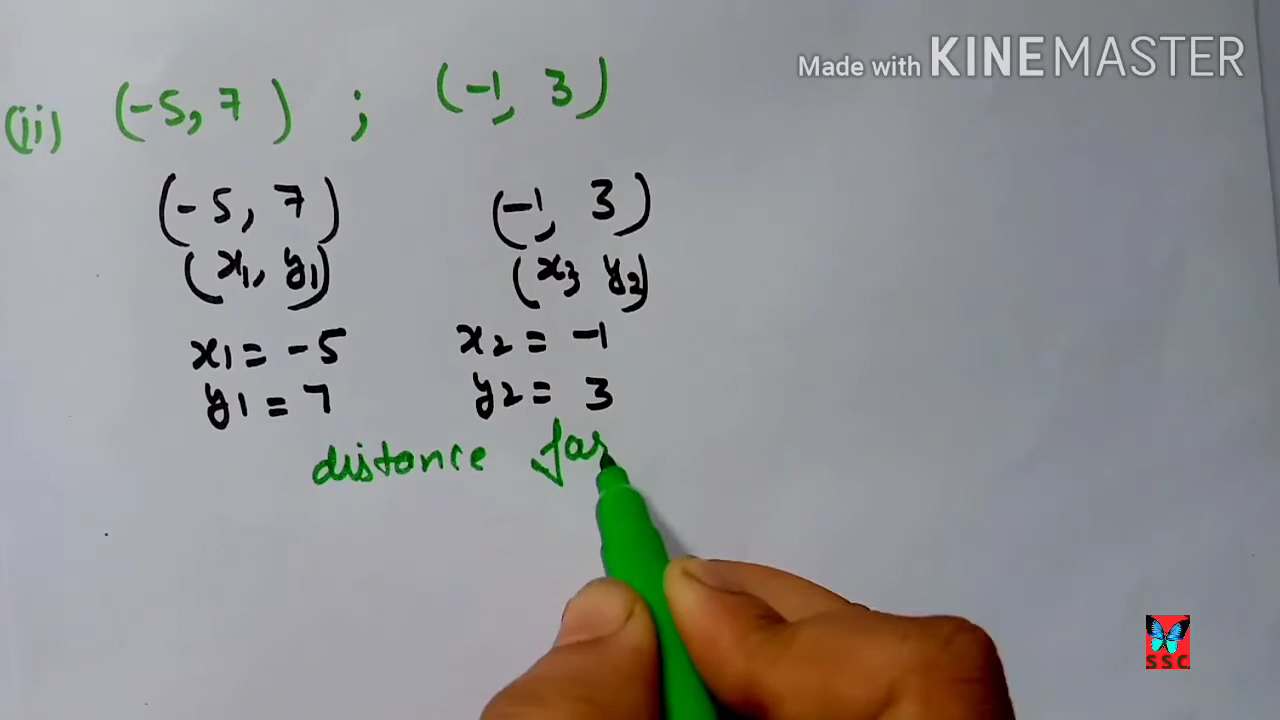 Made with KINEMASTER
(ii) (-5, 7) ; (-1, 3)
(-5, 7) (-1, 3)
(x1, y1) (x2, y2)
x1 = -5 x2 = -1
y1 = 7 y2 = 3
distance for
SSC